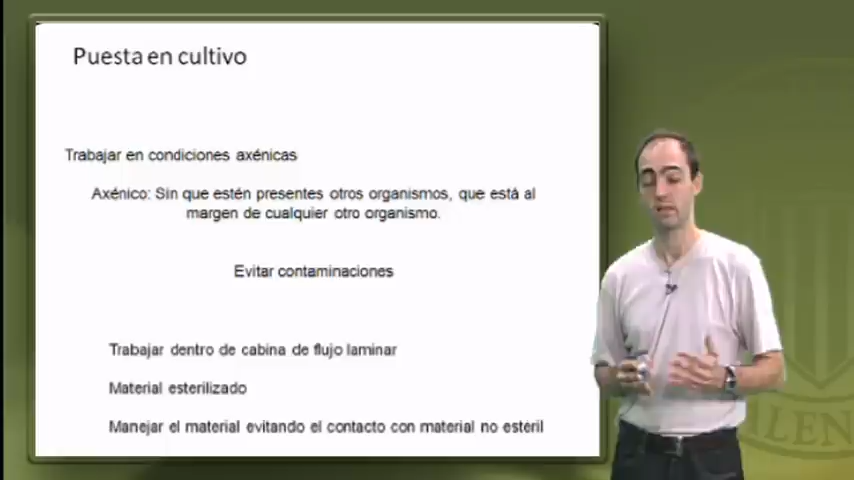 Puesta en cultivo
Trabajar en condiciones axénicas
Axénico: Sin que estén presentes otros organismos, que está al
margen de cualquier otro organismo.
Evitar contaminaciones
Trabajar dentro de cabina de flujo laminar
Material esterilizado
Manejar el material evitando el contacto con material no estéril